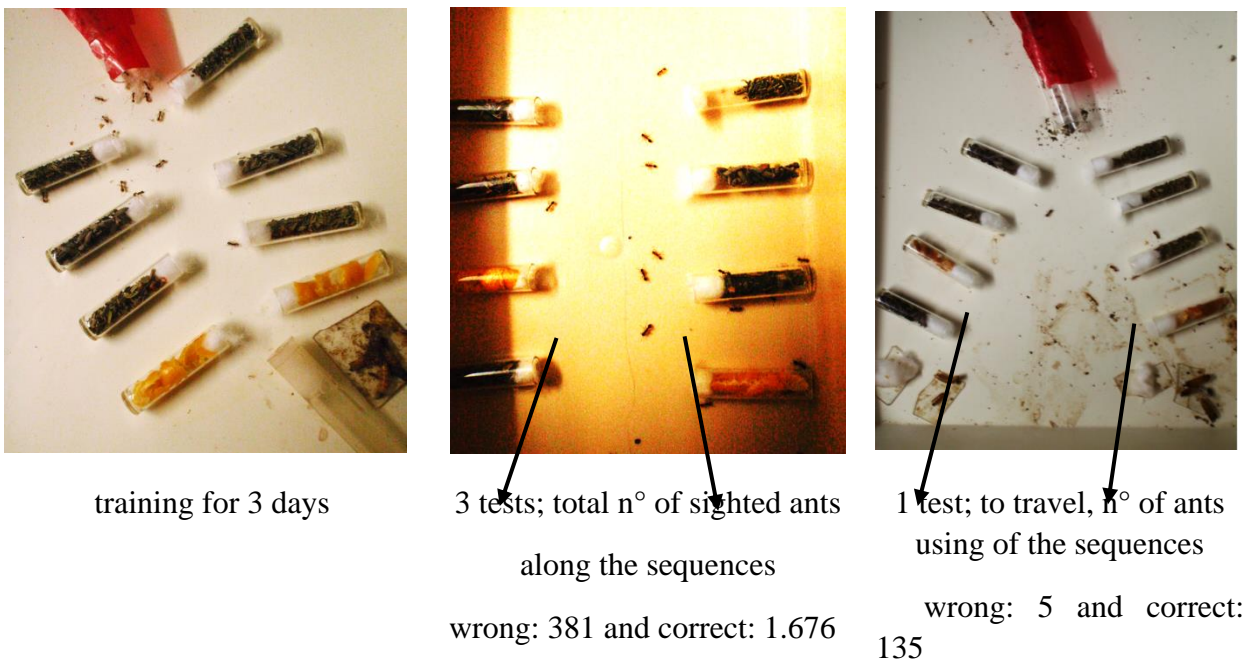 training for 3 days
3 tests; total n° of sighted ants
along the sequences
wrong: 381 and correct: 1.676
1 test; to travel, n° of ants
using of the sequences
wrong: 5 and correct:
135